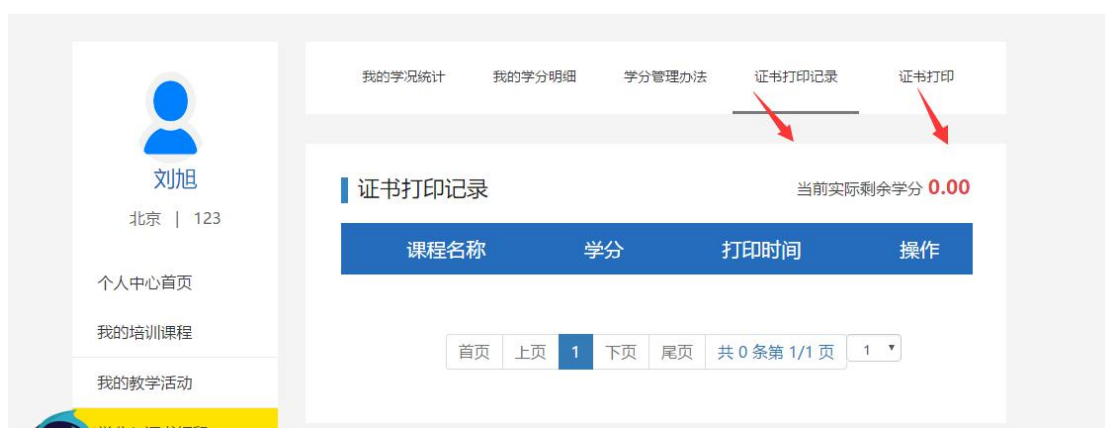 我的学况统计 我的学分明细 学分管理办法 证书打印记录 证书打印
刘旭
北京 | 123
个人中心首页
我的培训课程
我的教学活动
证书打印记录
当前实际剩余学分 0.00
课程名称 学分 打印时间 操作
首页 上页 1 下页 尾页 共 0 条第 1/1 页 1